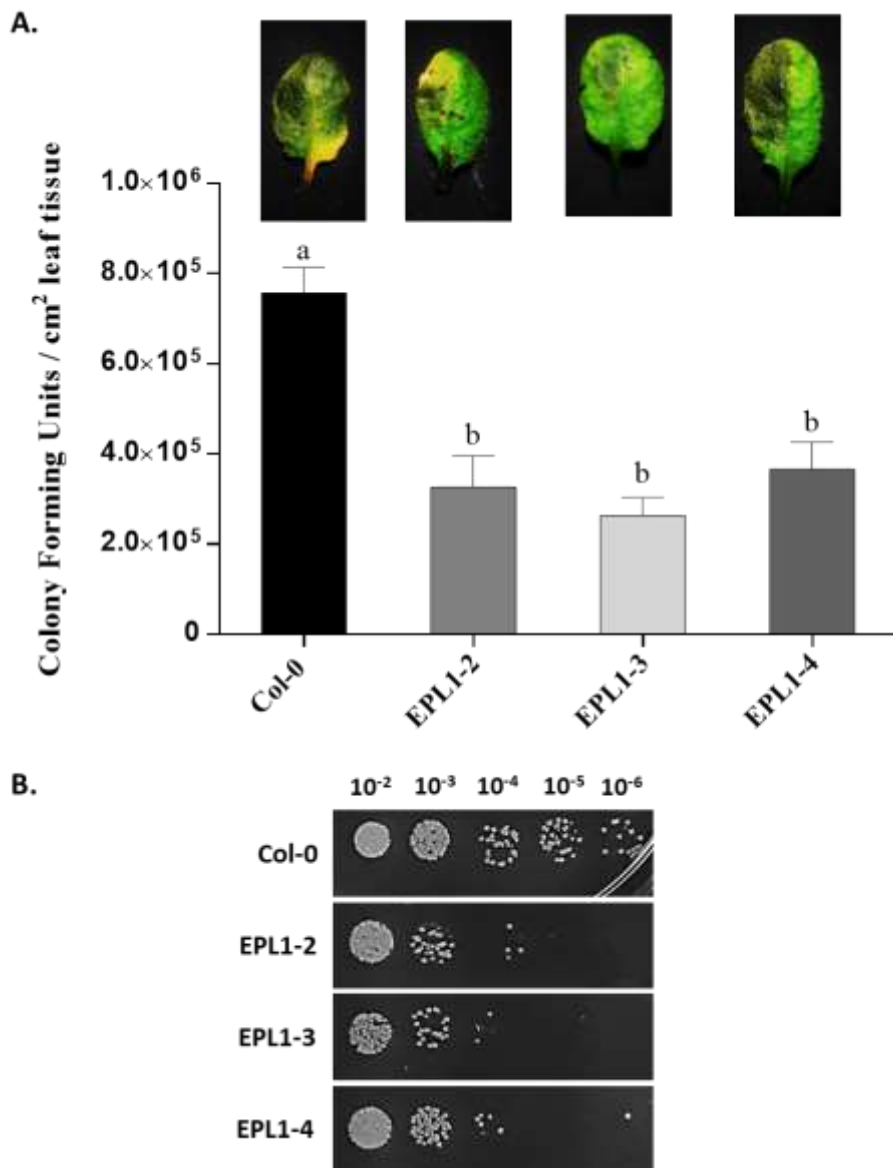 A.
Colony Forming Units / cm² leaf tissue
1.0×10⁶
8.0×10⁵
6.0×10⁵
4.0×10⁵
2.0×10⁵
0
a
b
b
b
Col-0
EPL1-2
EPL1-3
EPL1-4
B.
10⁻² 10⁻³ 10⁻⁴ 10⁻⁵ 10⁻⁶
Col-0
EPL1-2
EPL1-3
EPL1-4